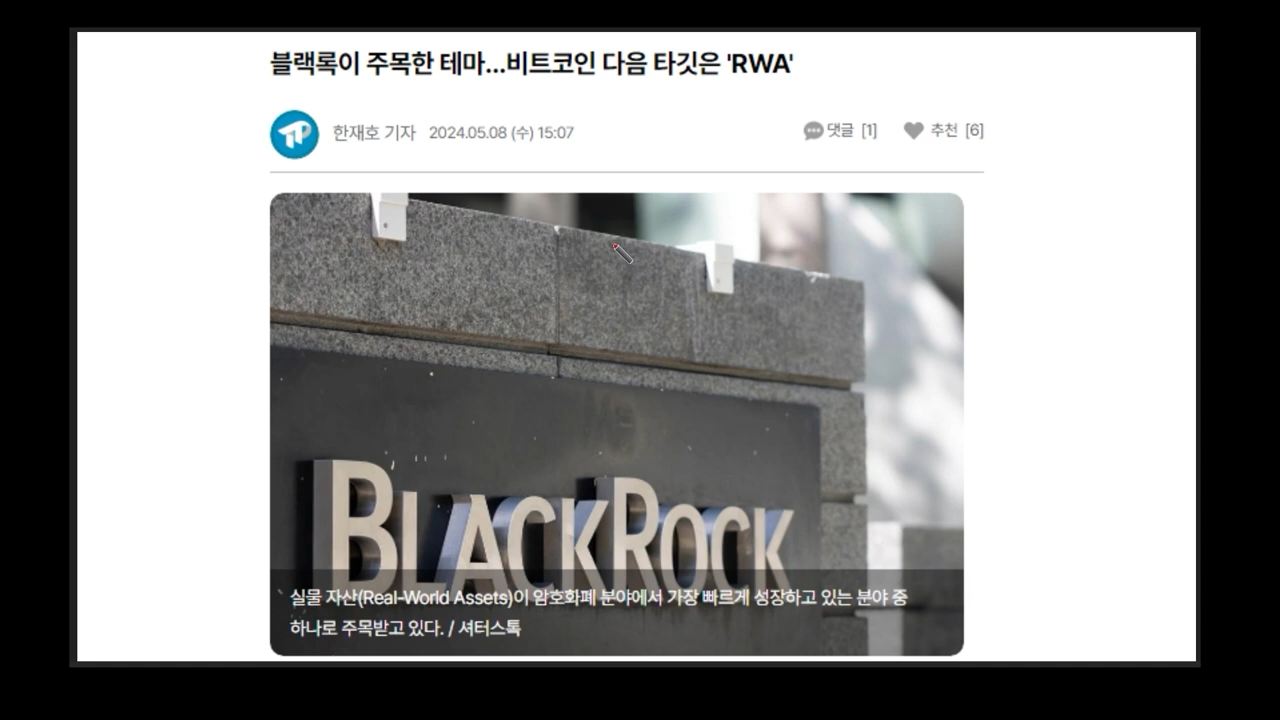 블랙록이 주목한 테마...비트코인 다음 타깃은 'RWA'
TP 한재호 기자 2024.05.08 (수) 15:07 댓글 [1] 추천 [6]
BLACKROCK
실물 자산(Real-World Assets)이 암호화폐 분야에서 가장 빠르게 성장하고 있는 분야 중
하나로 주목받고 있다. / 셔터스톡